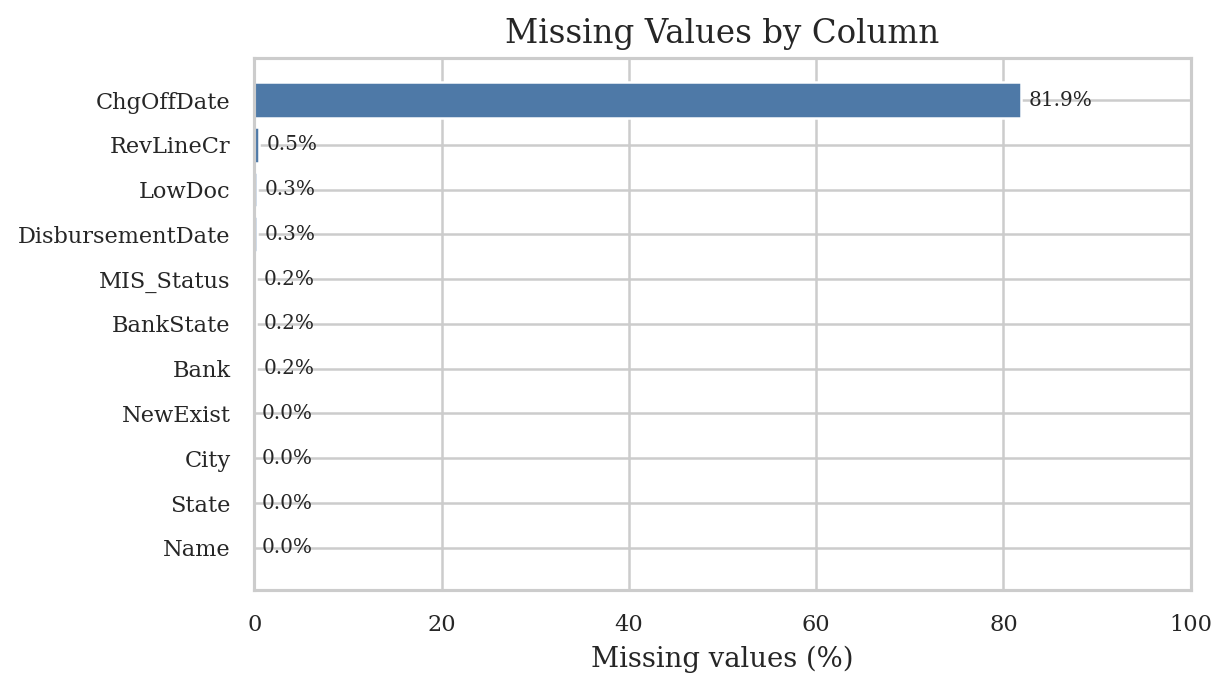 Missing Values by Column
ChgOffDate 81.9%
RevLineCr 0.5%
LowDoc 0.3%
DisbursementDate 0.3%
MIS_Status 0.2%
BankState 0.2%
Bank 0.2%
NewExist 0.0%
City 0.0%
State 0.0%
Name 0.0%
0 20 40 60 80 100
Missing values (%)